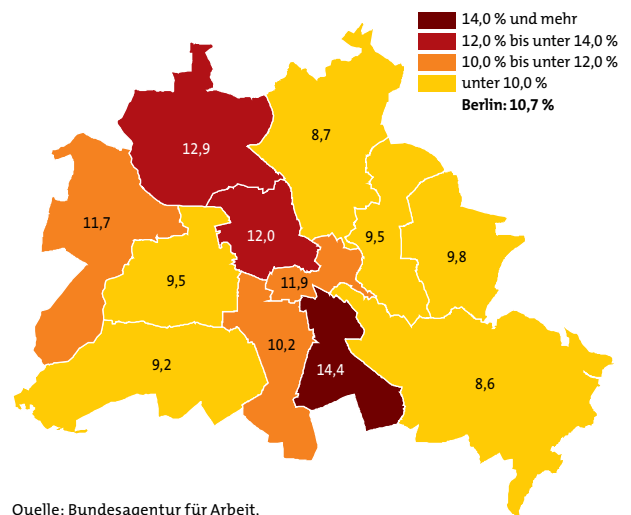 14,0 % und mehr
12,0 % bis unter 14,0 %
10,0 % bis unter 12,0 %
unter 10,0 %
Berlin: 10,7 %
12,9
8,7
11,7
12,0
9,5
9,8
9,5
11,9
10,2
9,2
14,4
8,6
Quelle: Bundesagentur für Arbeit.